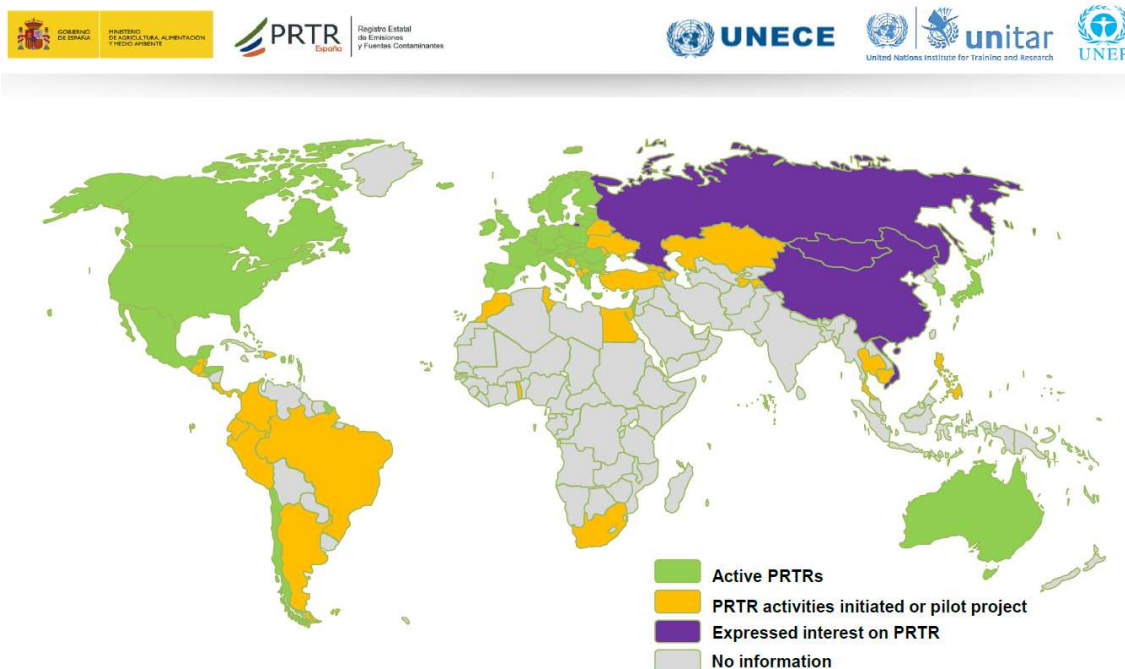 GOBIERNO
DE ESPAÑA
MINISTERIO
DE AGRICULTURA, ALIMENTACIÓN
Y MEDIO AMBIENTE
PRTR
España
Registro Estatal
de Emisiones
y Fuentes Contaminantes
UNECE
unitar
United Nations Institute for Training and Research
UNEP
Active PRTRs
PRTR activities initiated or pilot project
Expressed interest on PRTR
No information